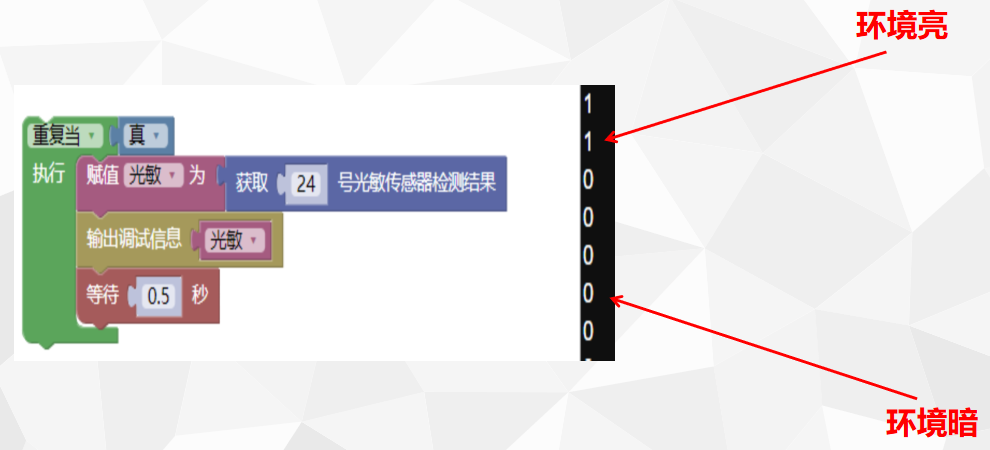 环境亮
重复当 真
执行 赋值 光敏 为 获取 24 号光敏传感器检测结果
输出调试信息 光敏
等待 0.5 秒
1
1
0
0
0
0
0
环境暗